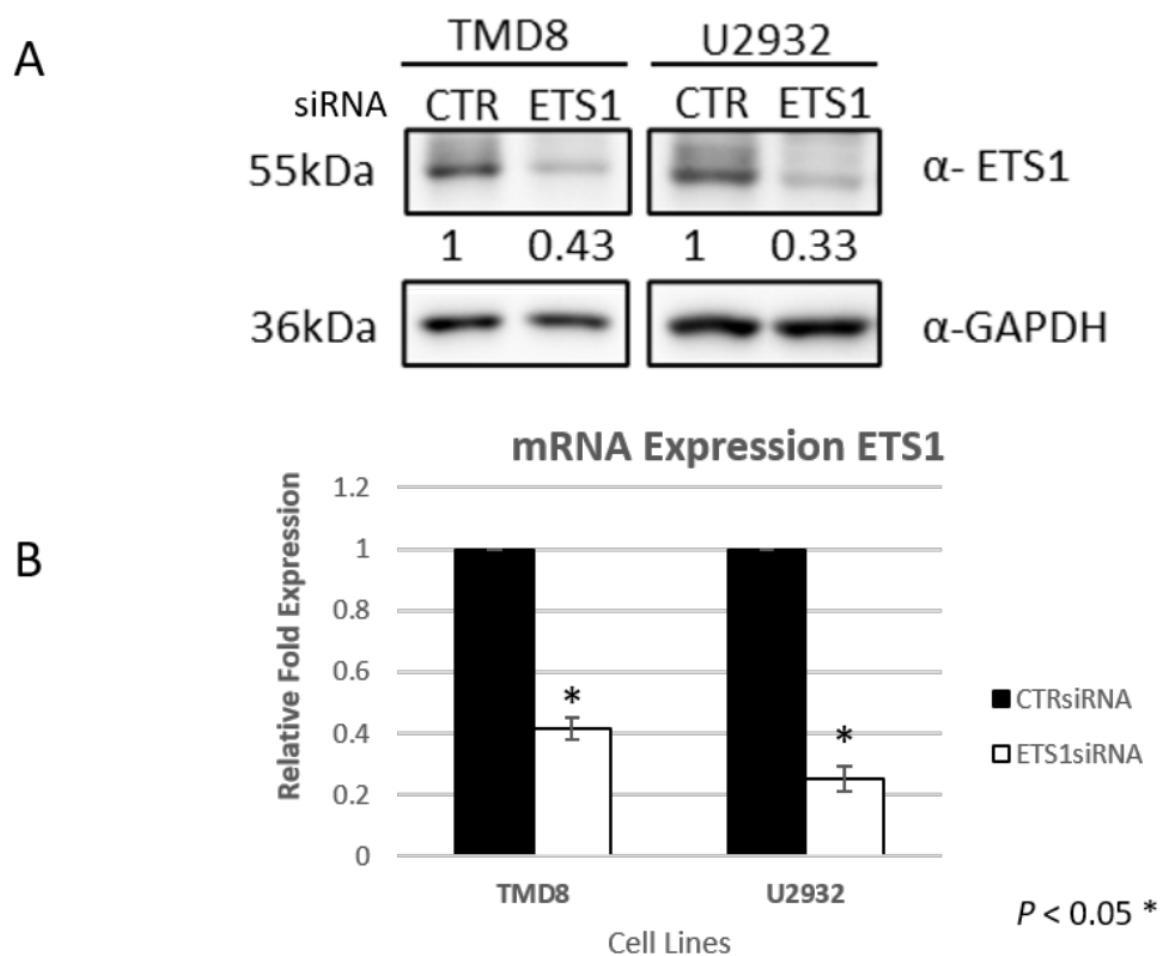 A
TMD8 U2932
siRNA CTR ETS1 CTR ETS1
55kDa α- ETS1
1 0.43 1 0.33
36kDa α-GAPDH
B
mRNA Expression ETS1
Relative Fold Expression
1.2
1
0.8
0.6
0.4
0.2
0
* *
CTRsiRNA
ETS1siRNA
TMD8 U2932
Cell Lines
P < 0.05 *